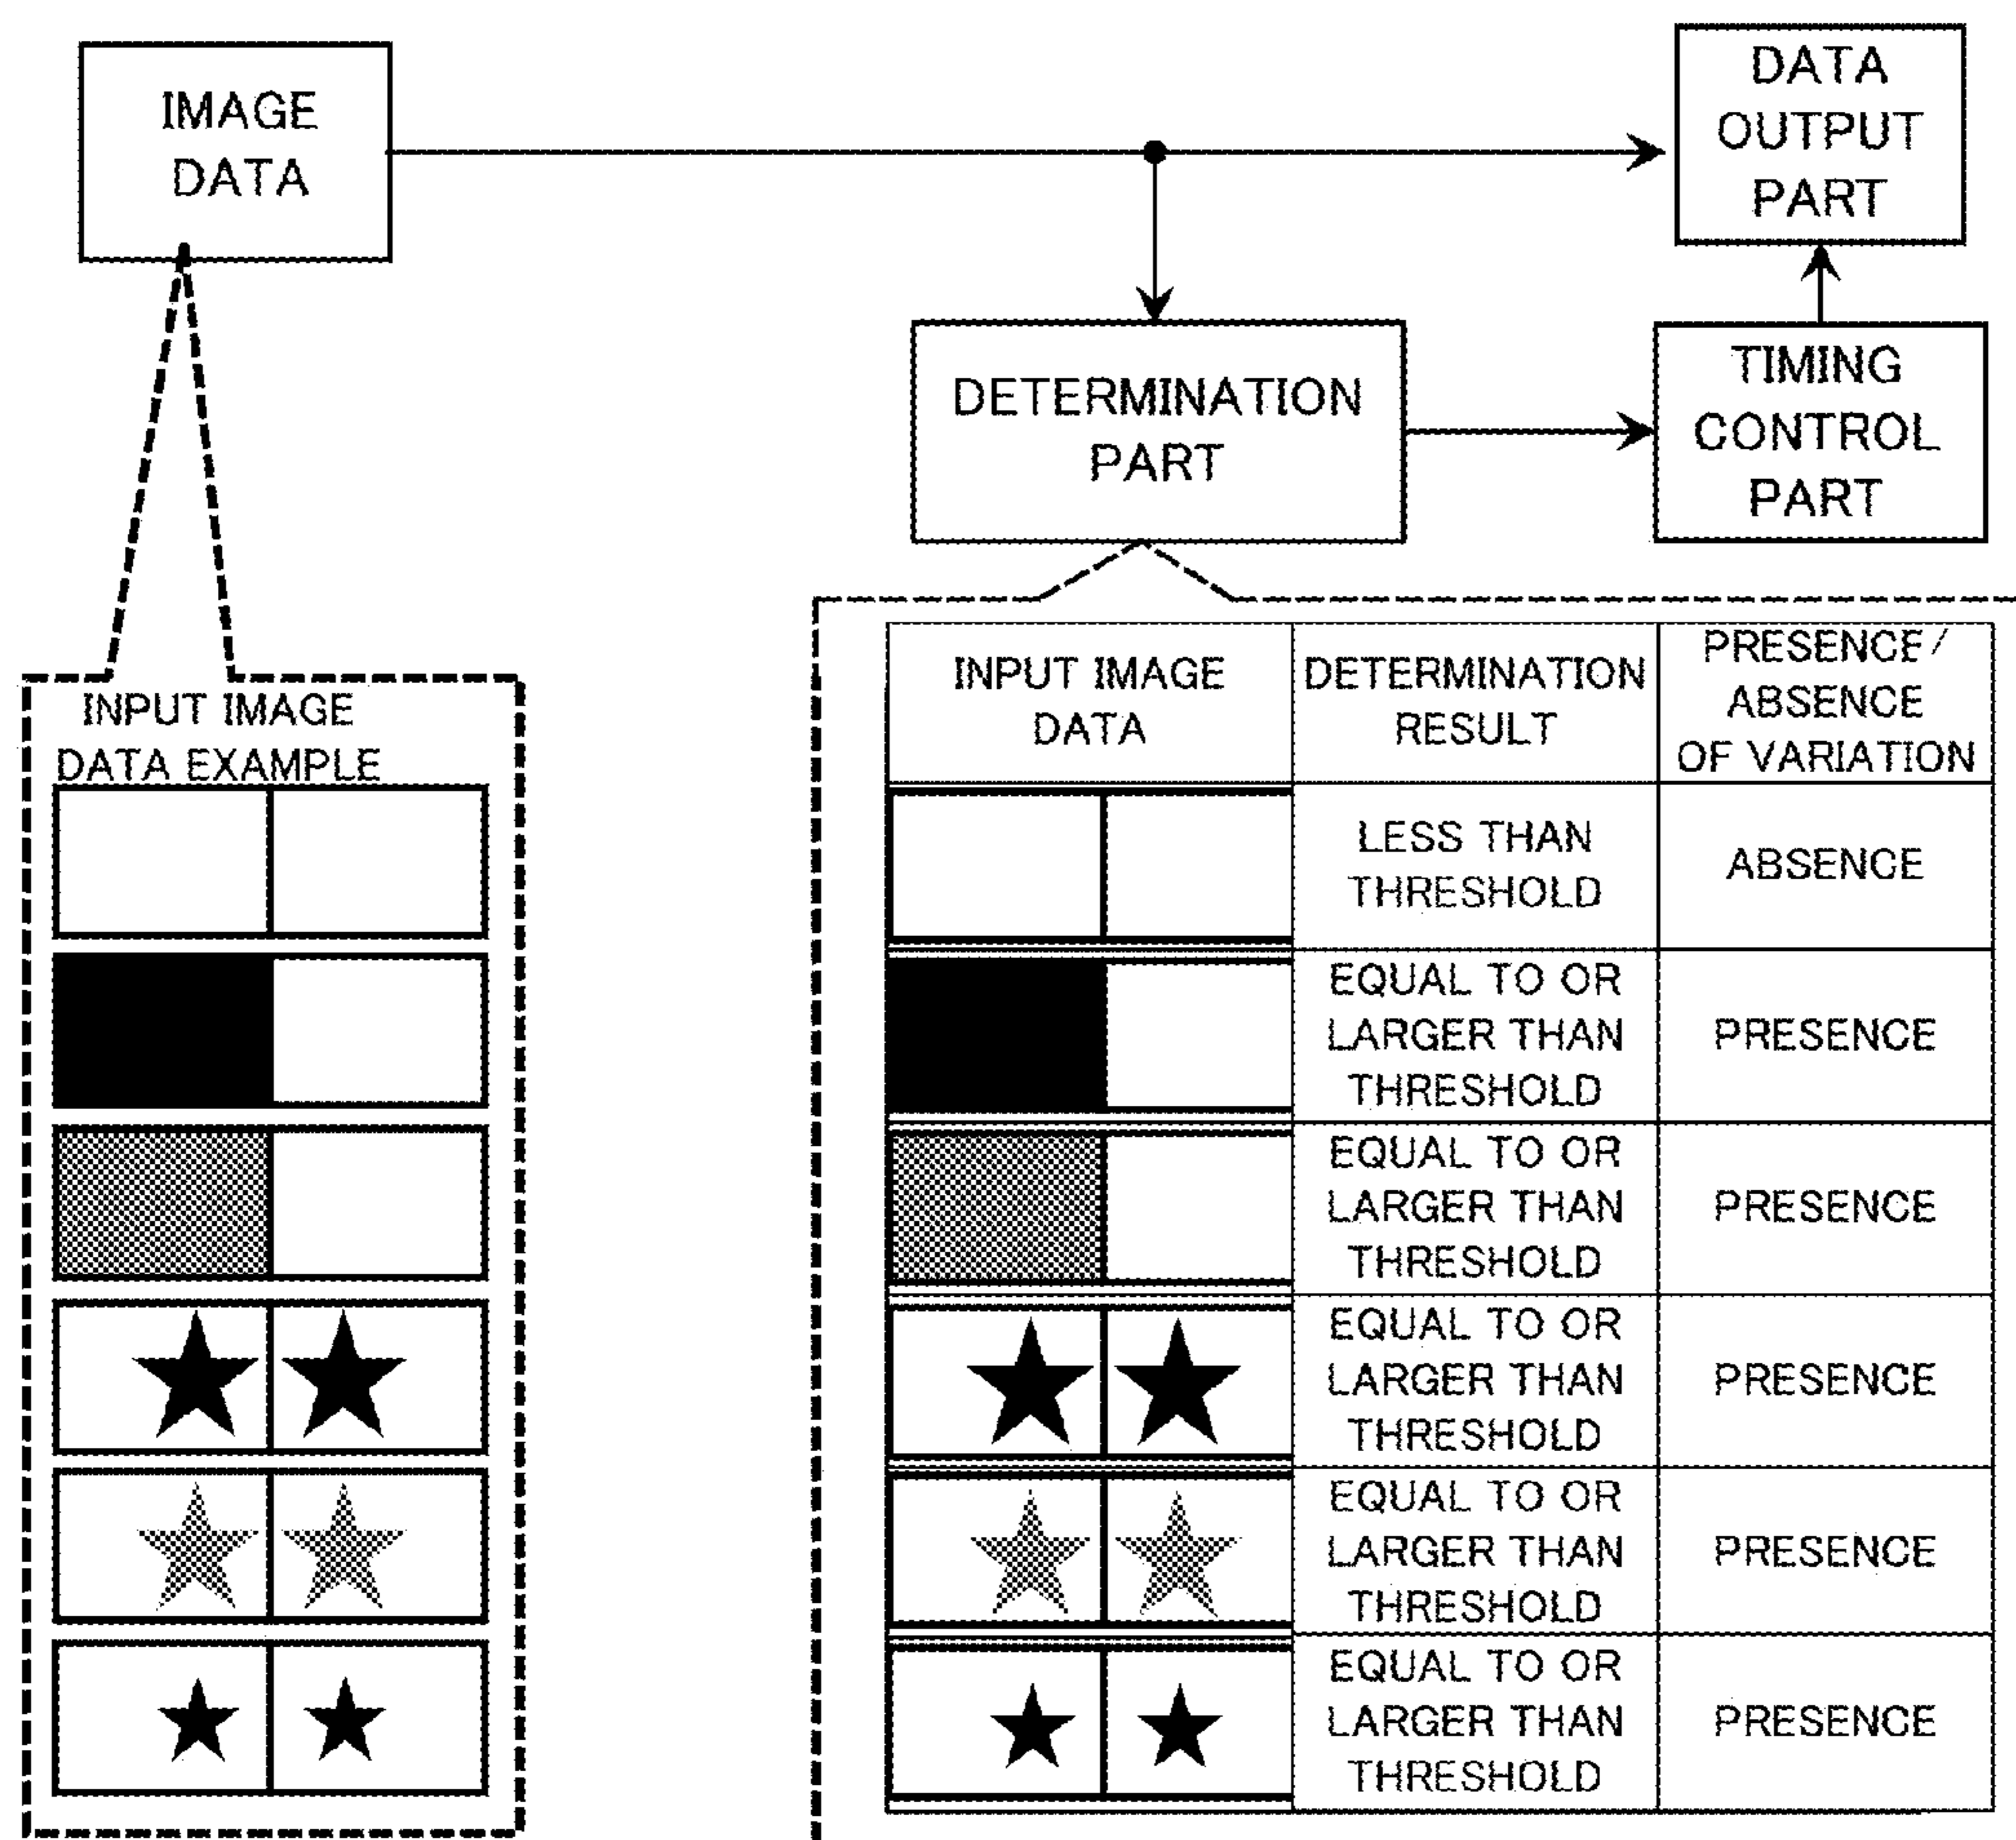 IMAGE
DATA
DATA
OUTPUT
PART
DETERMINATION
PART
TIMING
CONTROL
PART
INPUT IMAGE
DATA EXAMPLE
INPUT IMAGE
DATA
DETERMINATION
RESULT
PRESENCE/
ABSENCE
OF VARIATION
LESS THAN
THRESHOLD
ABSENCE
EQUAL TO OR
LARGER THAN
THRESHOLD
PRESENCE
EQUAL TO OR
LARGER THAN
THRESHOLD
PRESENCE
EQUAL TO OR
LARGER THAN
THRESHOLD
PRESENCE
EQUAL TO OR
LARGER THAN
THRESHOLD
PRESENCE
EQUAL TO OR
LARGER THAN
THRESHOLD
PRESENCE